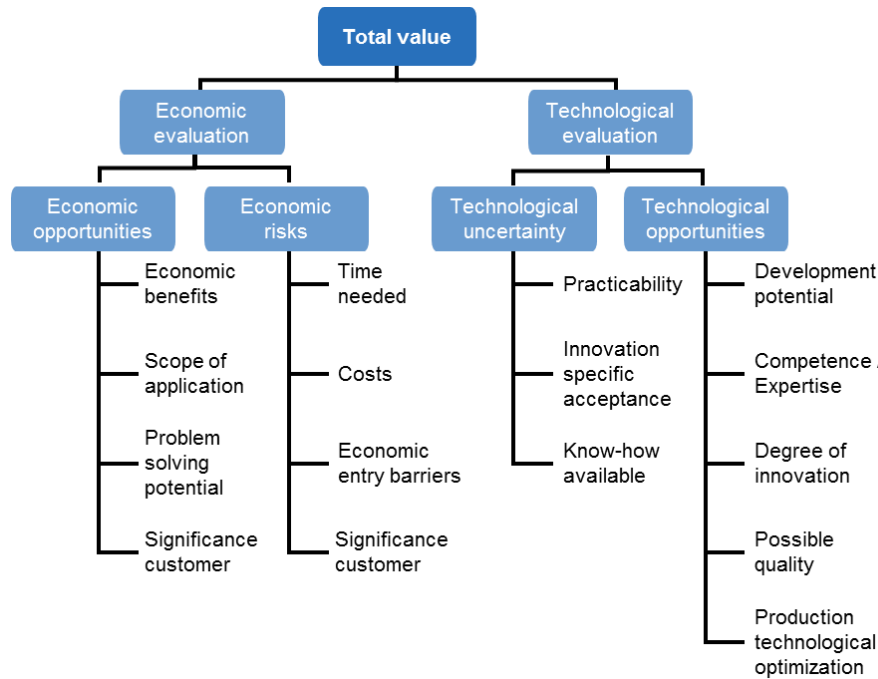 Total value
Economic
evaluation
Technological
evaluation
Economic
opportunities
Economic
risks
Technological
uncertainty
Technological
opportunities
Economic
benefits
Scope of
application
Problem
solving
potential
Significance
customer
Time
needed
Costs
Economic
entry barriers
Significance
customer
Practicability
Innovation
specific
acceptance
Know-how
available
Development
potential
Competence /
Expertise
Degree of
innovation
Possible
quality
Production
technological
optimization